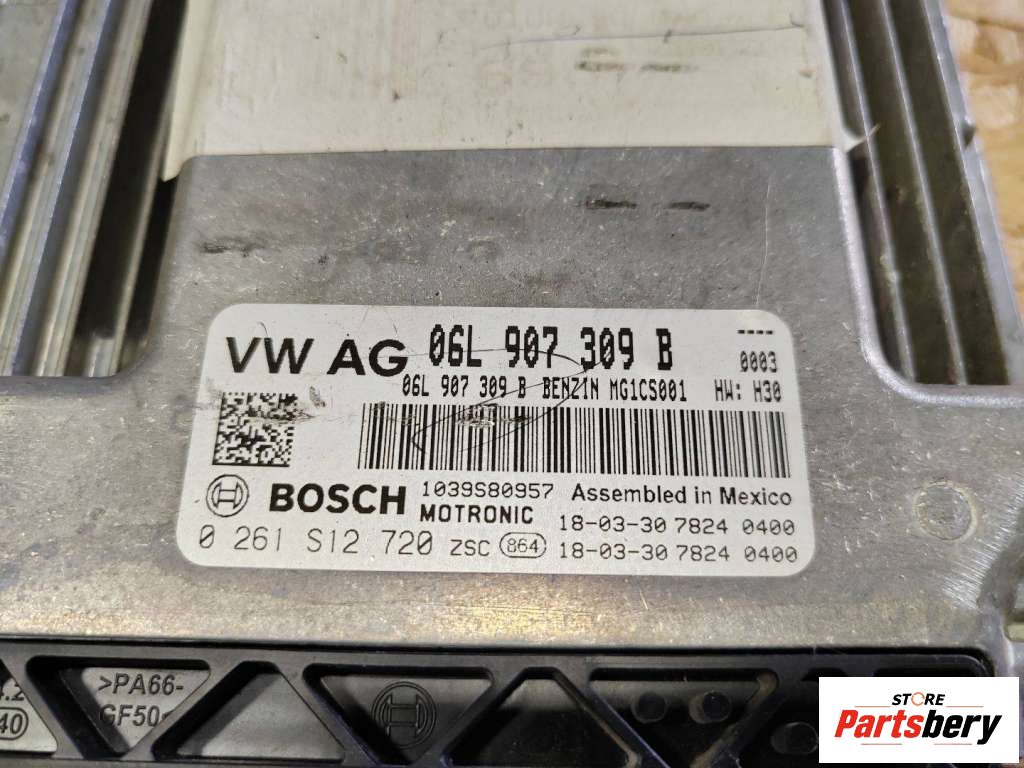 VW AG 06L 907 309 B ----
0003
06L 907 309 B BENZIN MG1CS001 HW: H30
BOSCH 1039S80957 Assembled in Mexico
MOTRONIC 18-03-30 7824 0400
0 261 S12 720 ZSC 864 18-03-30 7824 0400
>PA66-
GF50<
40
STORE
Partsbery